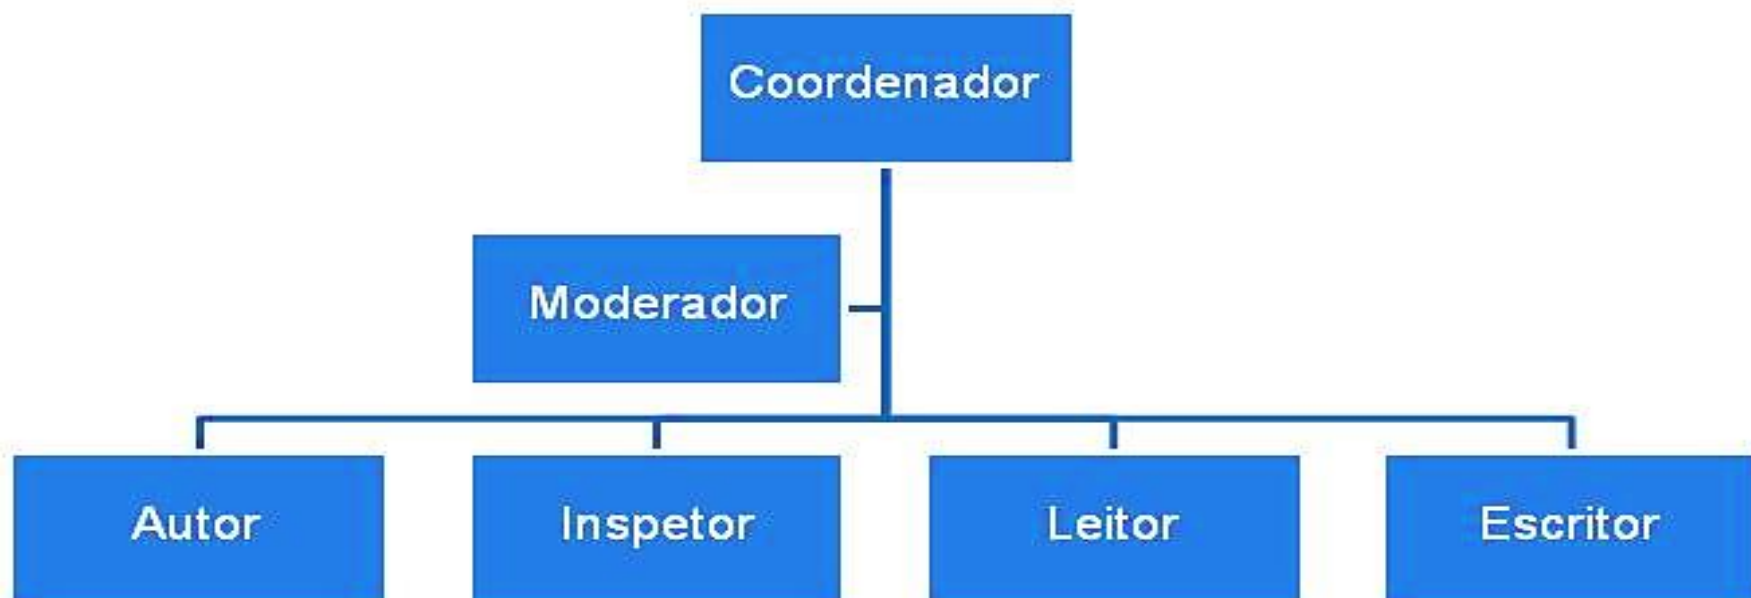 Coordenador
Moderador
Autor
Inspetor
Leitor
Escritor